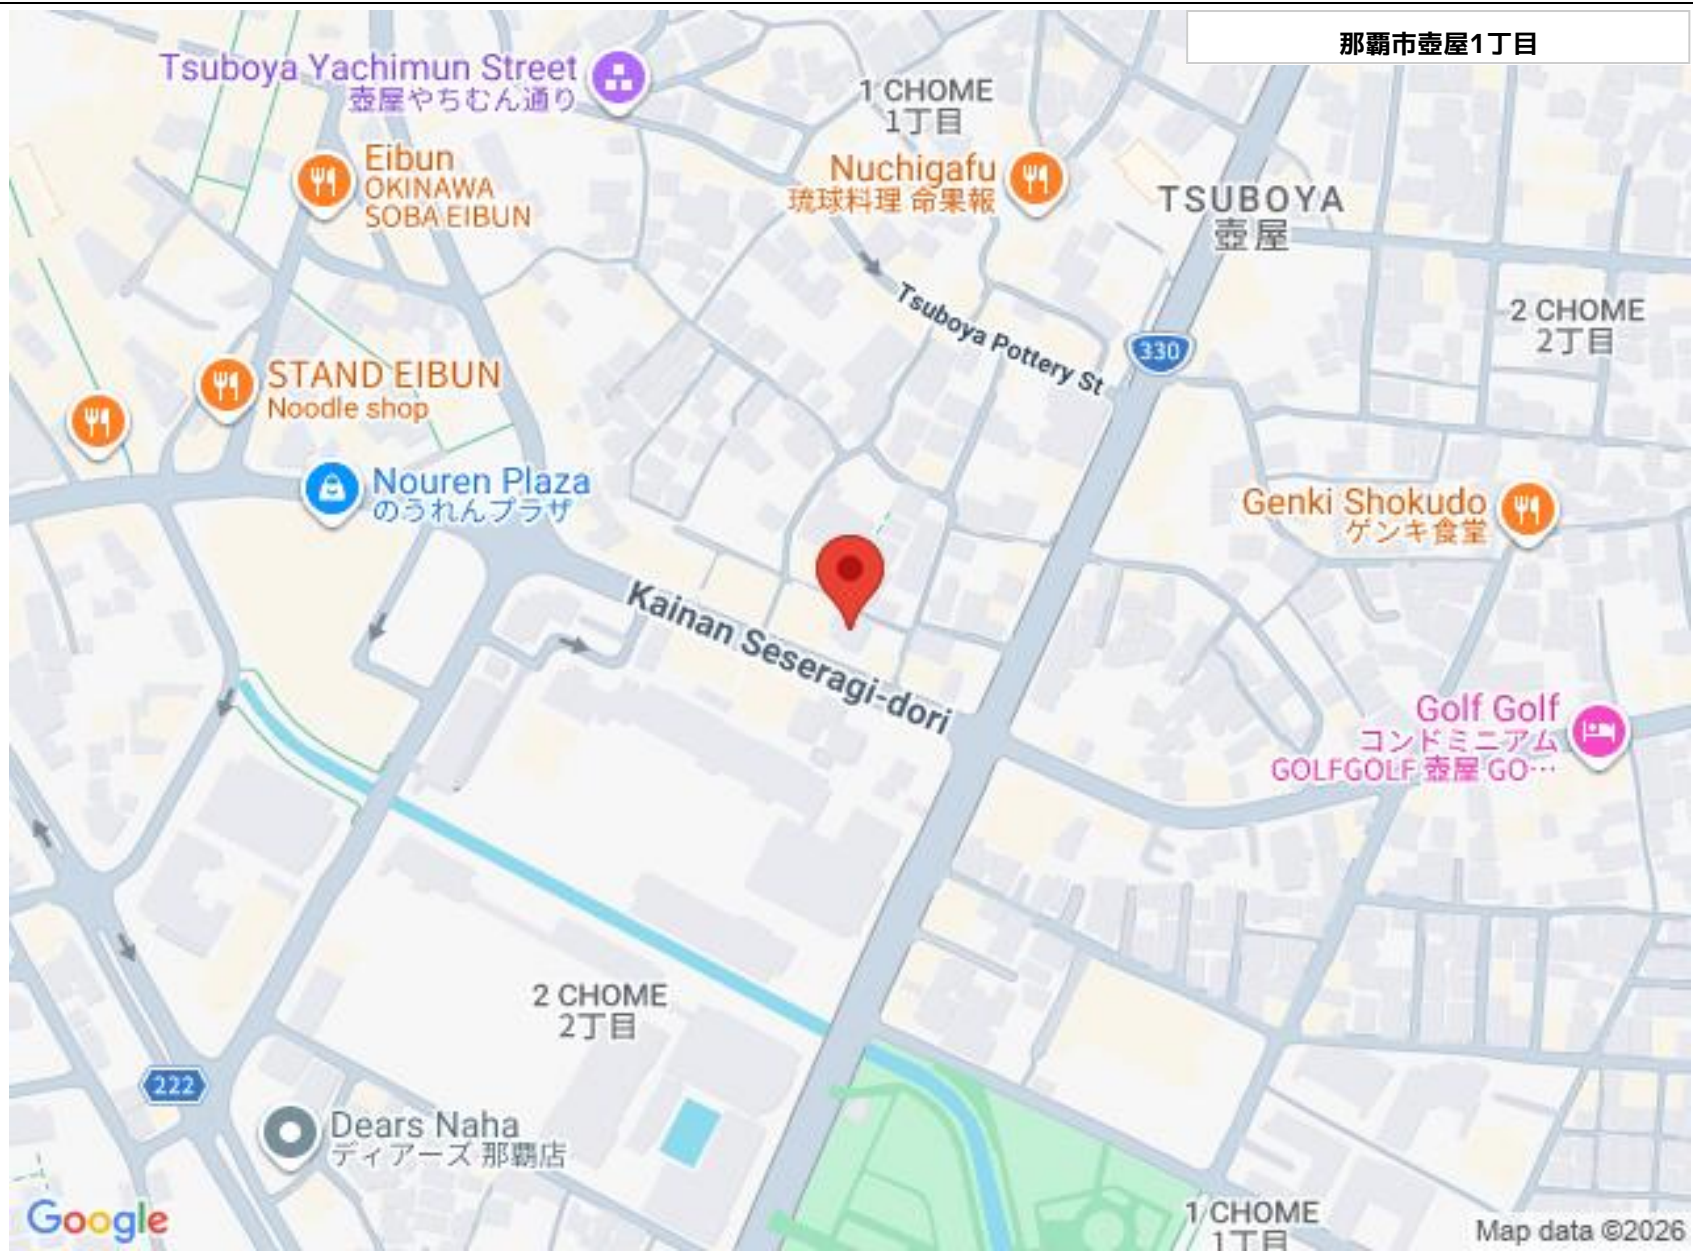 那覇市壺屋1丁目
Tsuboya Yachimun Street
壺屋やちむん通り
1 CHOME
1丁目
Eibun
OKINAWA
SOBA EIBUN
Nuchigafu
琉球料理 命果報
TSUBOYA
壺屋
Tsuboya Pottery St
330
2 CHOME
2丁目
STAND EIBUN
Noodle shop
Nouren Plaza
のうれんプラザ
Genki Shokudo
ゲンキ食堂
Kainan Seseragi-dori
Golf Golf
コンドミニアム
GOLFGOLF 壺屋 GO…
2 CHOME
2丁目
222
Dears Naha
ディアーズ 那覇店
1 CHOME
1丁目
Google
Map data ©2026